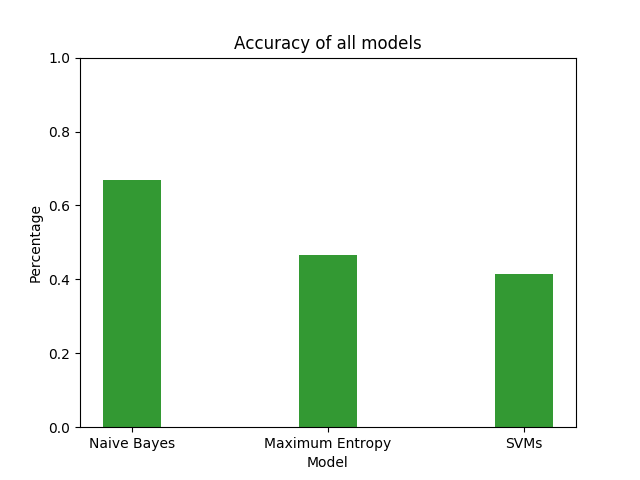 Accuracy of all models
1.0
0.8
0.6
0.4
0.2
0.0
Percentage
Naive Bayes Maximum Entropy SVMs
Model